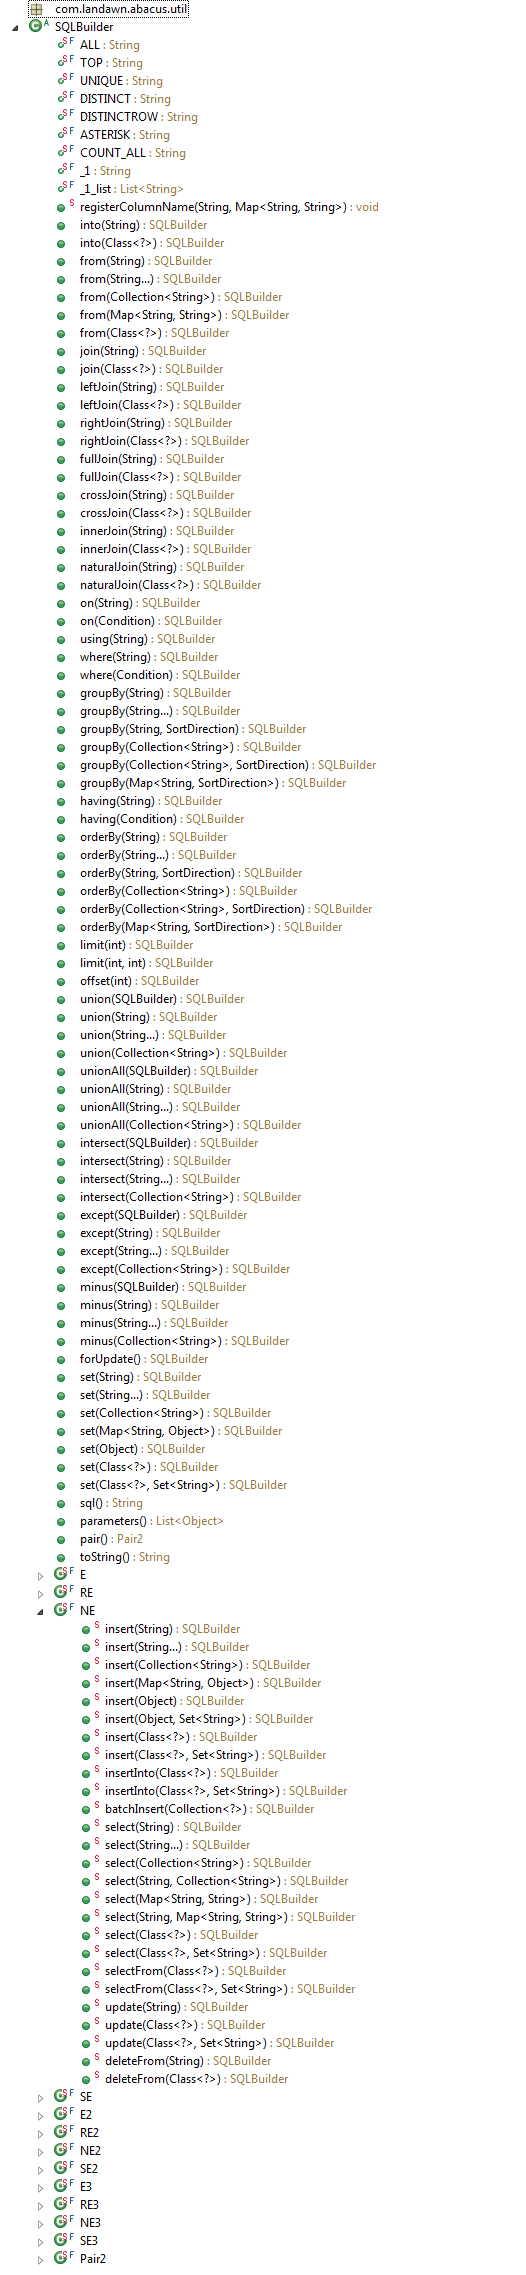 com.landawn.abacus.util
SQLBuilder
ALL : String
TOP : String
UNIQUE : String
DISTINCT : String
DISTINCTROW : String
ASTERISK : String
COUNT_ALL : String
_1 : String
_1_list : List<String>
registerColumnName(String, Map<String, String>) : void
into(String) : SQLBuilder
into(Class<?>) : SQLBuilder
from(String) : SQLBuilder
from(String...) : SQLBuilder
from(Collection<String>) : SQLBuilder
from(Map<String, String>) : SQLBuilder
from(Class<?>) : SQLBuilder
join(String) : SQLBuilder
join(Class<?>) : SQLBuilder
leftJoin(String) : SQLBuilder
leftJoin(Class<?>) : SQLBuilder
rightJoin(String) : SQLBuilder
rightJoin(Class<?>) : SQLBuilder
fullJoin(String) : SQLBuilder
fullJoin(Class<?>) : SQLBuilder
crossJoin(String) : SQLBuilder
crossJoin(Class<?>) : SQLBuilder
innerJoin(String) : SQLBuilder
innerJoin(Class<?>) : SQLBuilder
naturalJoin(String) : SQLBuilder
naturalJoin(Class<?>) : SQLBuilder
on(String) : SQLBuilder
on(Condition) : SQLBuilder
using(String) : SQLBuilder
where(String) : SQLBuilder
where(Condition) : SQLBuilder
groupBy(String) : SQLBuilder
groupBy(String...) : SQLBuilder
groupBy(String, SortDirection) : SQLBuilder
groupBy(Collection<String>) : SQLBuilder
groupBy(Collection<String>, SortDirection) : SQLBuilder
groupBy(Map<String, SortDirection>) : SQLBuilder
having(String) : SQLBuilder
having(Condition) : SQLBuilder
orderBy(String) : SQLBuilder
orderBy(String...) : SQLBuilder
orderBy(String, SortDirection) : SQLBuilder
orderBy(Collection<String>) : SQLBuilder
orderBy(Collection<String>, SortDirection) : SQLBuilder
orderBy(Map<String, SortDirection>) : SQLBuilder
limit(int) : SQLBuilder
limit(int, int) : SQLBuilder
offset(int) : SQLBuilder
union(SQLBuilder) : SQLBuilder
union(String) : SQLBuilder
union(String...) : SQLBuilder
union(Collection<String>) : SQLBuilder
unionAll(SQLBuilder) : SQLBuilder
unionAll(String) : SQLBuilder
unionAll(String...) : SQLBuilder
unionAll(Collection<String>) : SQLBuilder
intersect(SQLBuilder) : SQLBuilder
intersect(String) : SQLBuilder
intersect(String...) : SQLBuilder
intersect(Collection<String>) : SQLBuilder
except(SQLBuilder) : SQLBuilder
except(String) : SQLBuilder
except(String...) : SQLBuilder
except(Collection<String>) : SQLBuilder
minus(SQLBuilder) : SQLBuilder
minus(String) : SQLBuilder
minus(String...) : SQLBuilder
minus(Collection<String>) : SQLBuilder
forUpdate() : SQLBuilder
set(String) : SQLBuilder
set(String...) : SQLBuilder
set(Collection<String>) : SQLBuilder
set(Map<String, Object>) : SQLBuilder
set(Object) : SQLBuilder
set(Class<?>) : SQLBuilder
set(Class<?>, Set<String>) : SQLBuilder
sql() : String
parameters() : List<Object>
pair() : Pair2
toString() : String
E
RE
NE
insert(String) : SQLBuilder
insert(String...) : SQLBuilder
insert(Collection<String>) : SQLBuilder
insert(Map<String, Object>) : SQLBuilder
insert(Object) : SQLBuilder
insert(Object, Set<String>) : SQLBuilder
insert(Class<?>) : SQLBuilder
insert(Class<?>, Set<String>) : SQLBuilder
insertInto(Class<?>) : SQLBuilder
insertInto(Class<?>, Set<String>) : SQLBuilder
batchInsert(Collection<?>) : SQLBuilder
select(String) : SQLBuilder
select(String...) : SQLBuilder
select(Collection<String>) : SQLBuilder
select(String, Collection<String>) : SQLBuilder
select(Map<String, String>) : SQLBuilder
select(String, Map<String, String>) : SQLBuilder
select(Class<?>) : SQLBuilder
select(Class<?>, Set<String>) : SQLBuilder
selectFrom(Class<?>) : SQLBuilder
selectFrom(Class<?>, Set<String>) : SQLBuilder
update(String) : SQLBuilder
update(Class<?>) : SQLBuilder
update(Class<?>, Set<String>) : SQLBuilder
deleteFrom(String) : SQLBuilder
deleteFrom(Class<?>) : SQLBuilder
SE
E2
RE2
NE2
SE2
E3
RE3
NE3
SE3
Pair2